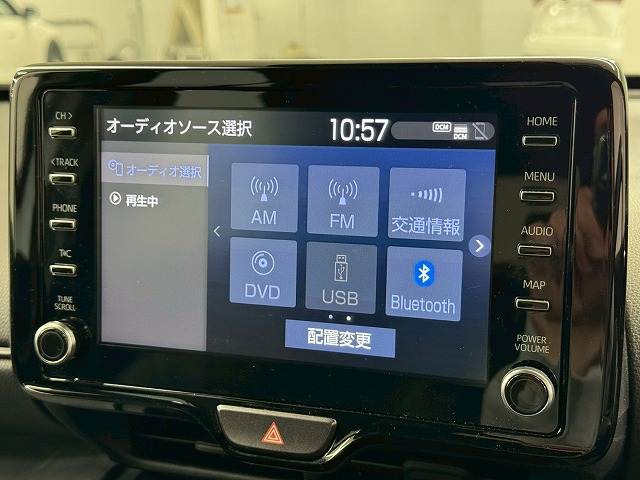 CH >
< TRACK
PHONE
T∧C
TUNE
SCROLL
オーディオソース選択
10:57
DCM
DCM
オーディオ選択
再生中
AM
FM
交通情報
DVD
USB
Bluetooth
配置変更
HOME
MENU
AUDIO
MAP
POWER
VOLUME